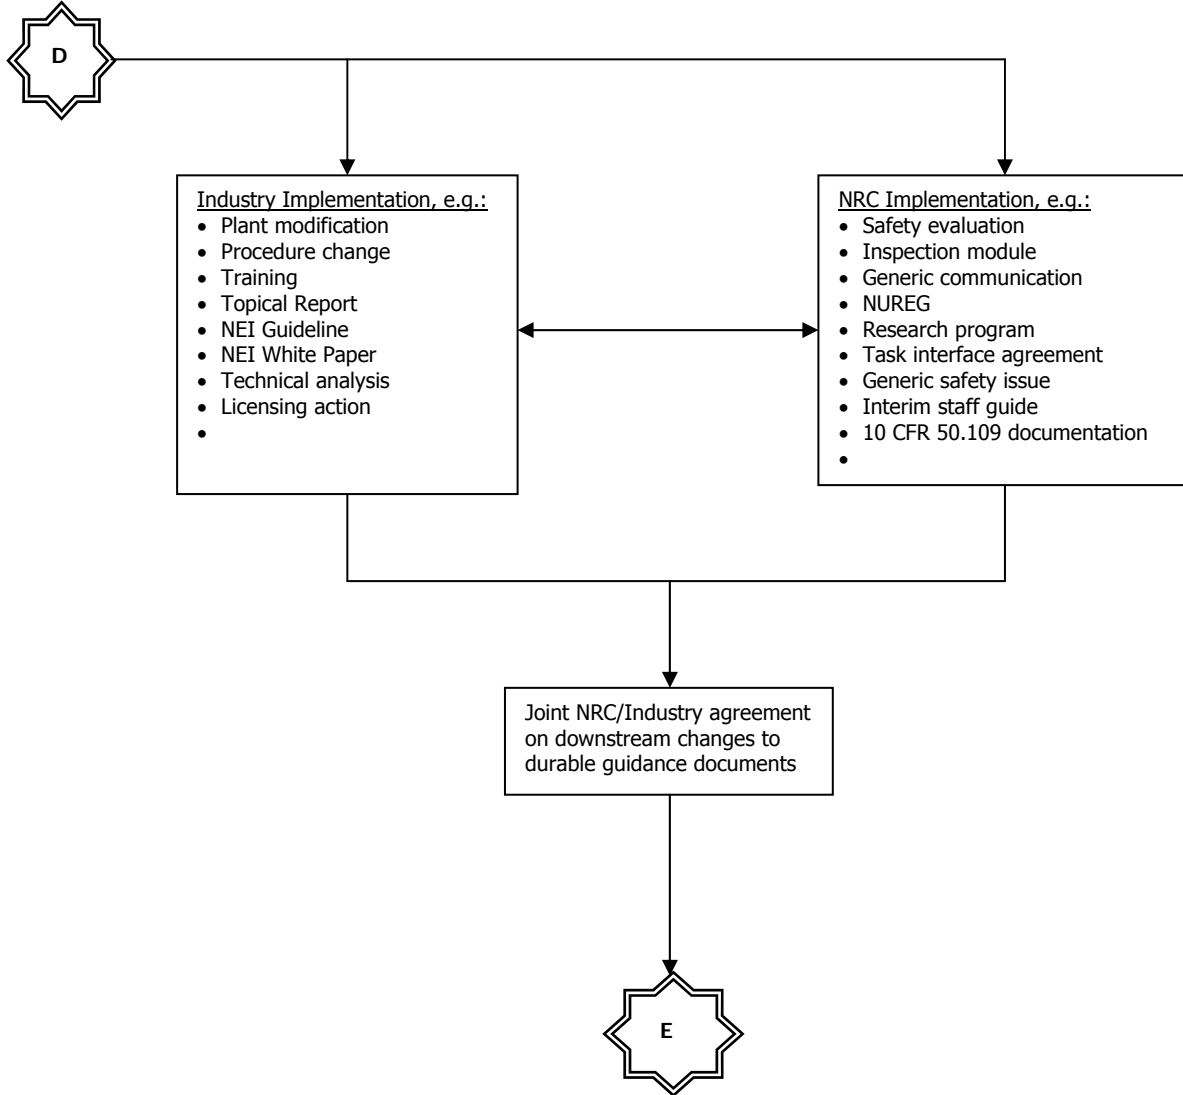 D
Industry Implementation, e.g.:
• Plant modification
• Procedure change
• Training
• Topical Report
• NEI Guideline
• NEI White Paper
• Technical analysis
• Licensing action
•
NRC Implementation, e.g.:
• Safety evaluation
• Inspection module
• Generic communication
• NUREG
• Research program
• Task interface agreement
• Generic safety issue
• Interim staff guide
• 10 CFR 50.109 documentation
•
Joint NRC/Industry agreement
on downstream changes to
durable guidance documents
E